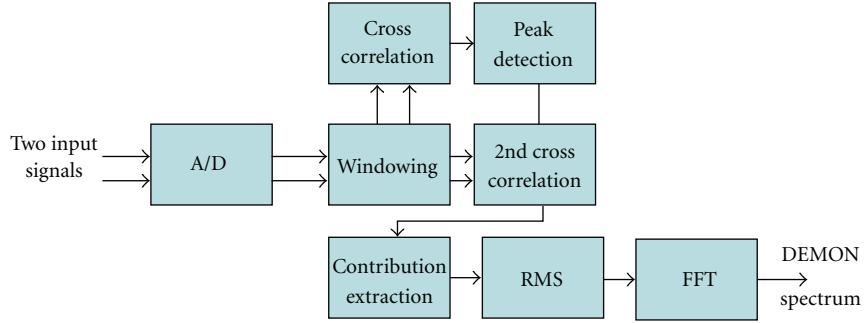 Cross
correlation
Peak
detection
Two input
signals
A/D
Windowing
2nd cross
correlation
Contribution
extraction
RMS
FFT
DEMON
spectrum